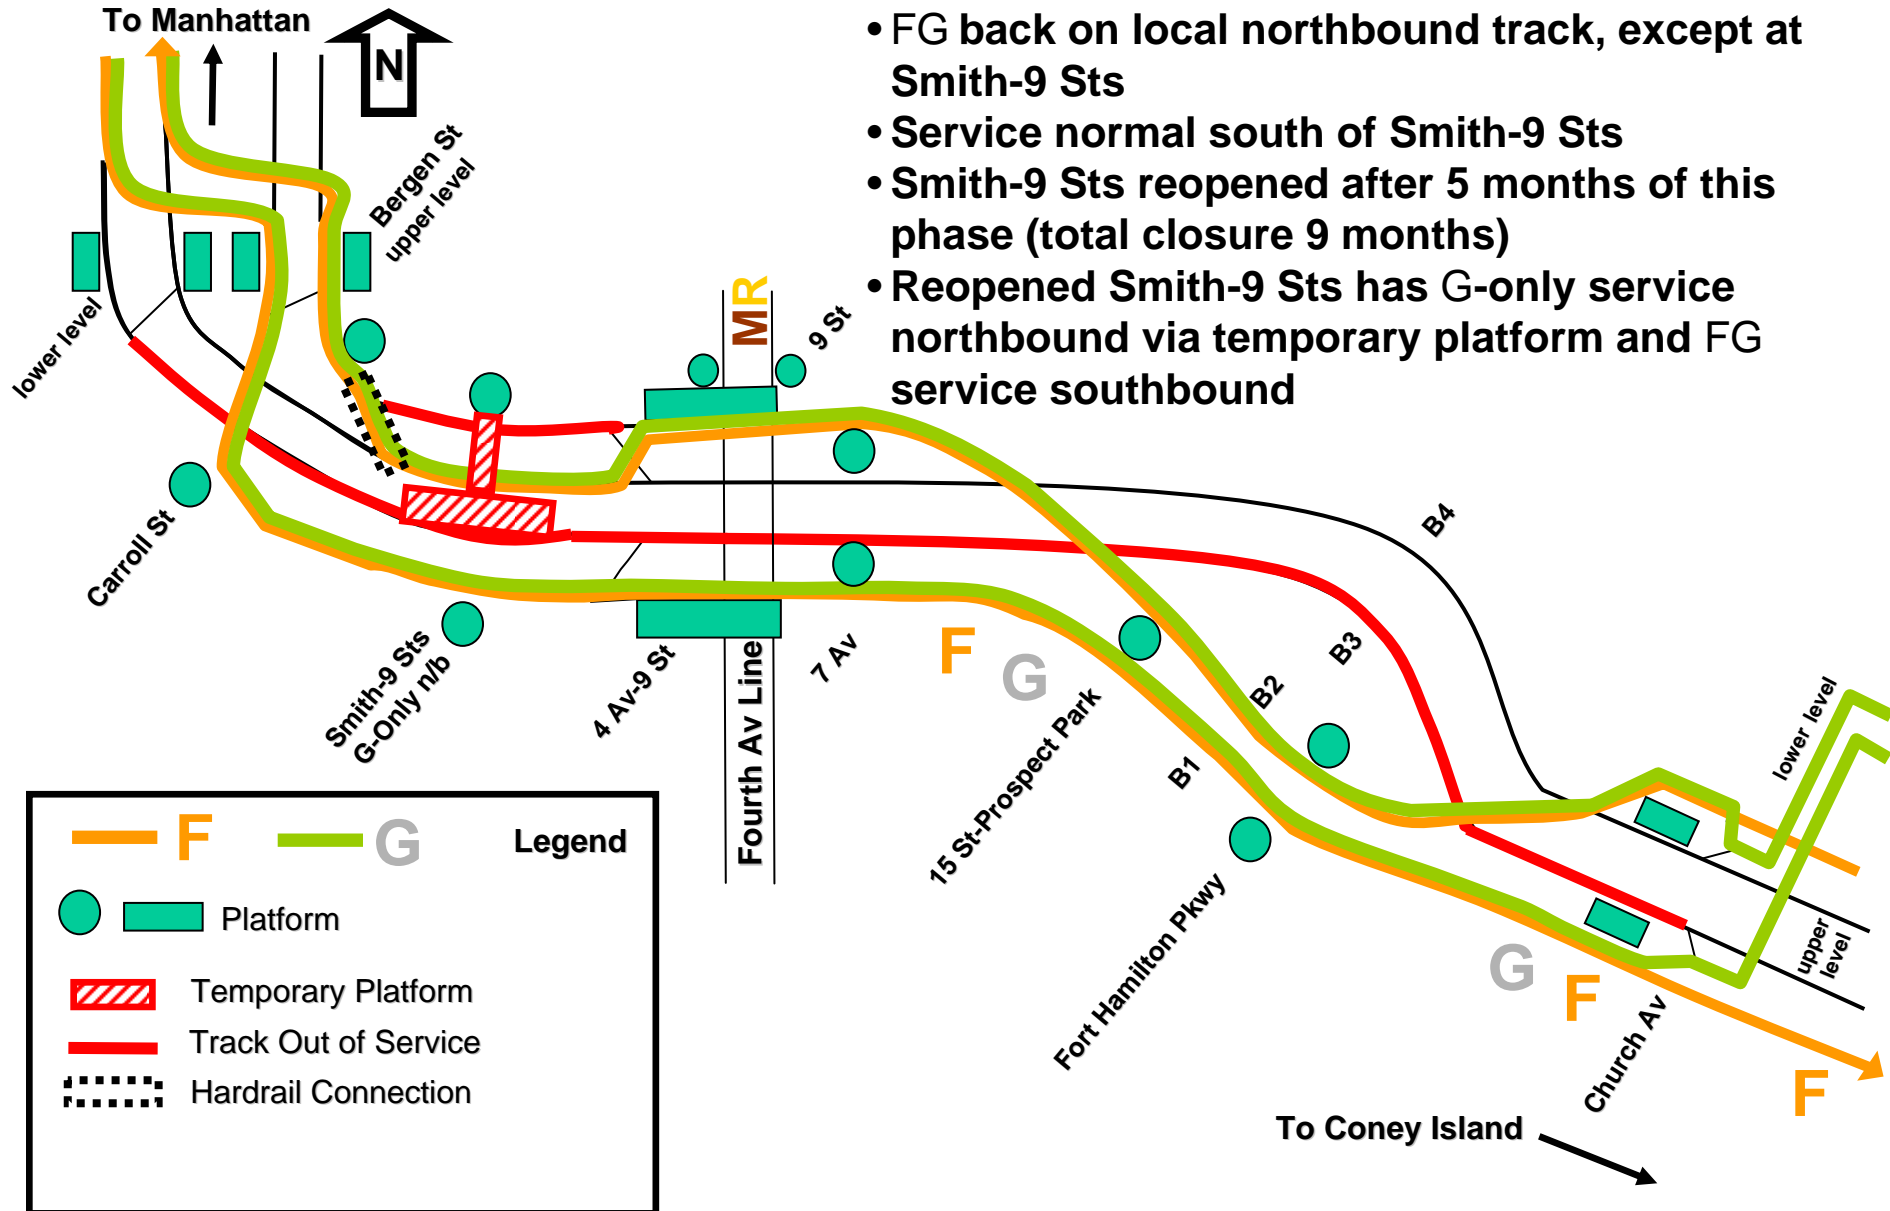 To Manhattan
N
• FG back on local northbound track, except at
Smith-9 Sts
• Service normal south of Smith-9 Sts
• Smith-9 Sts reopened after 5 months of this
phase (total closure 9 months)
• Reopened Smith-9 Sts has G-only service
northbound via temporary platform and FG
service southbound
Bergen St
upper level
lower level
MR
9 St
Carroll St
Smith-9 Sts
G-Only n/b
4 Av-9 St
Fourth Av Line
7 Av
F
G
15 St-Prospect Park
B4
B3
B2
B1
Fort Hamilton Pkwy
lower level
upper
level
G
F
Church Av
F
To Coney Island
F
G
Legend
Platform
Temporary Platform
Track Out of Service
Hardrail Connection